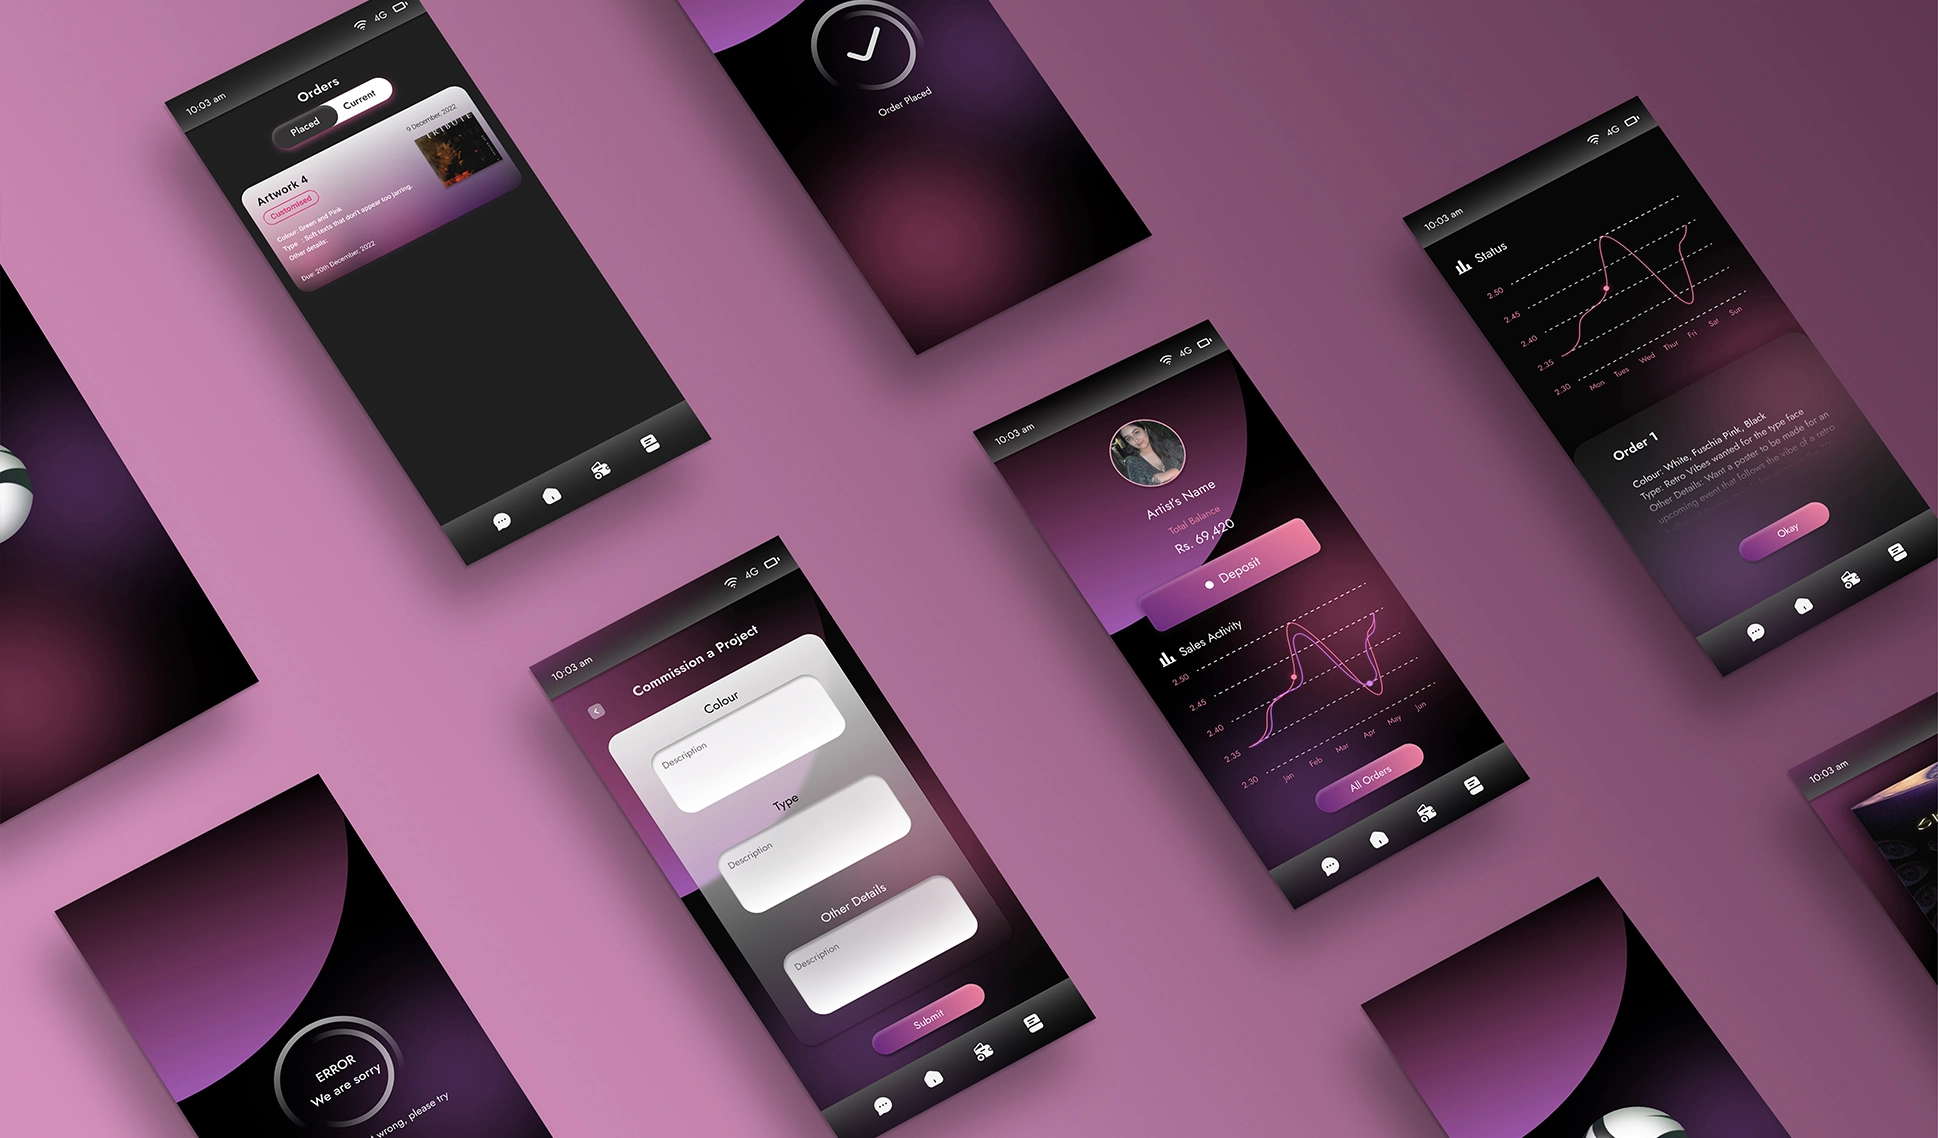 4G
10:03 am
Orders
Placed
Current
9 December, 2022
TRIBUTE
Artwork 4
Customised
Colour: Green and Pink
Type : Soft texts that don't appear too jarring.
Other details:
Due: 20th December, 2022
Order Placed
4G
10:03 am
Status
2.50
2.45
2.40
2.35
2.30
Mon Tues Wed Thur Fri Sat Sun
Order 1
Colour: White, Fuschia Pink, Black
Type: Retro Vibes wanted for the type face
Other Details: Want a poster to be made for an
upcoming event that follows the vibe of a retro
Okay
4G
10:03 am
Artist's Name
Total Balance
Rs. 69,420
Deposit
Sales Activity
2.50
2.45
2.40
2.35
2.30
Jan Feb Mar Apr May Jun
All Orders
4G
10:03 am
Commission a Project
Colour
Description
Type
Description
Other Details
Description
Submit
10:03 am
ERROR
We are sorry
wrong, please try